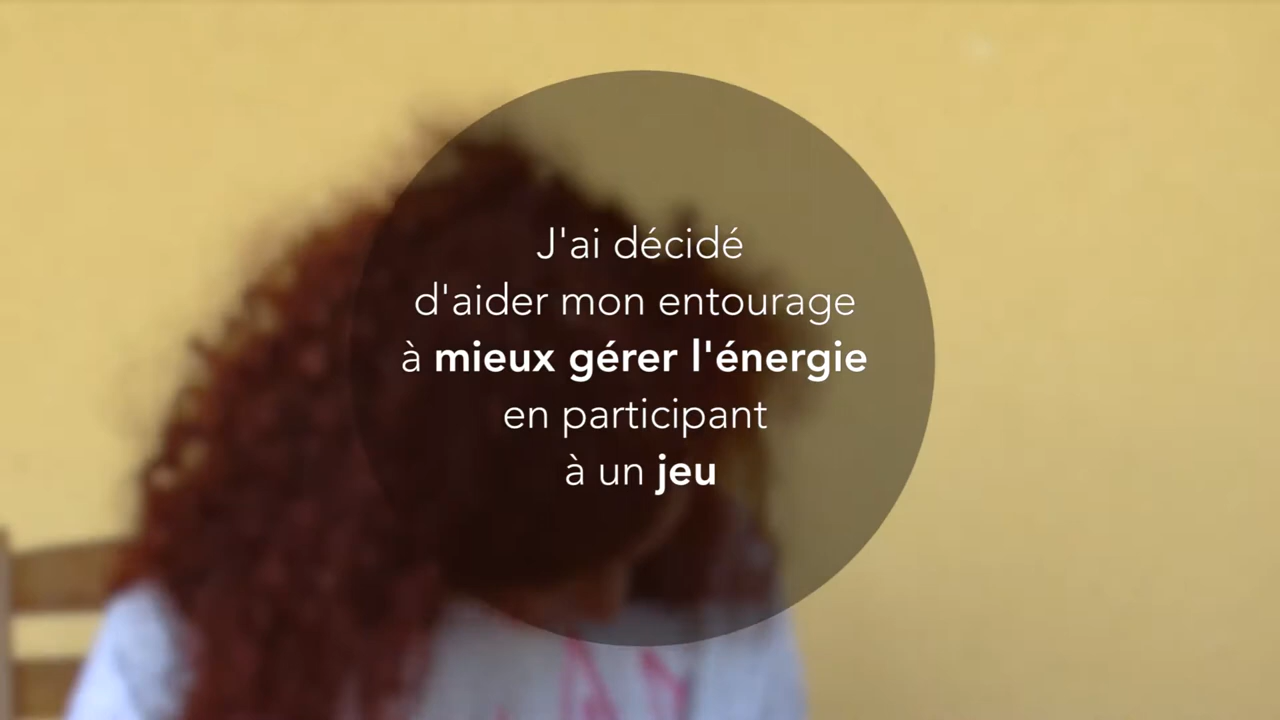 J'ai décidé
d'aider mon entourage
à mieux gérer l'énergie
en participant
à un jeu